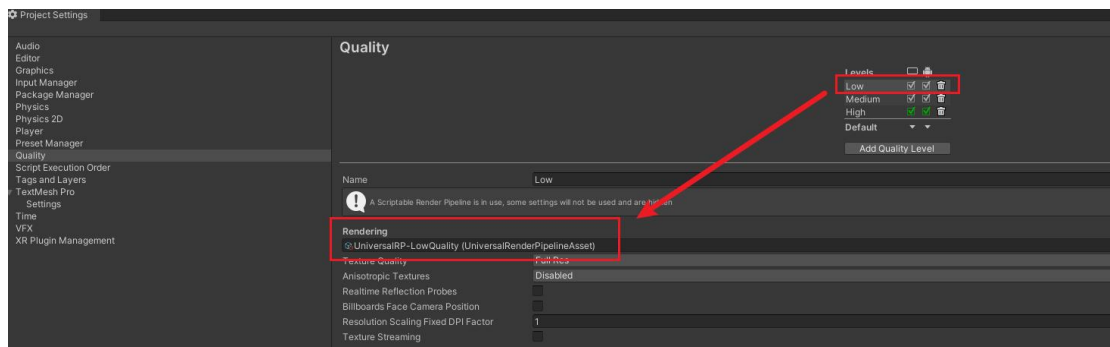 Project Settings
Audio
Editor
Graphics
Input Manager
Package Manager
Physics
Physics 2D
Player
Preset Manager
Quality
Script Execution Order
Tags and Layers
TextMesh Pro
Settings
Time
VFX
XR Plugin Management
Quality
Levels
Low
Medium
High
Default
Add Quality Level
Name Low
A Scriptable Render Pipeline is in use, some settings will not be used and are hidden
Rendering
UniversalRP-LowQuality (UniversalRenderPipelineAsset)
Texture Quality Full Res
Anisotropic Textures Disabled
Realtime Reflection Probes
Billboards Face Camera Position
Resolution Scaling Fixed DPI Factor 1
Texture Streaming